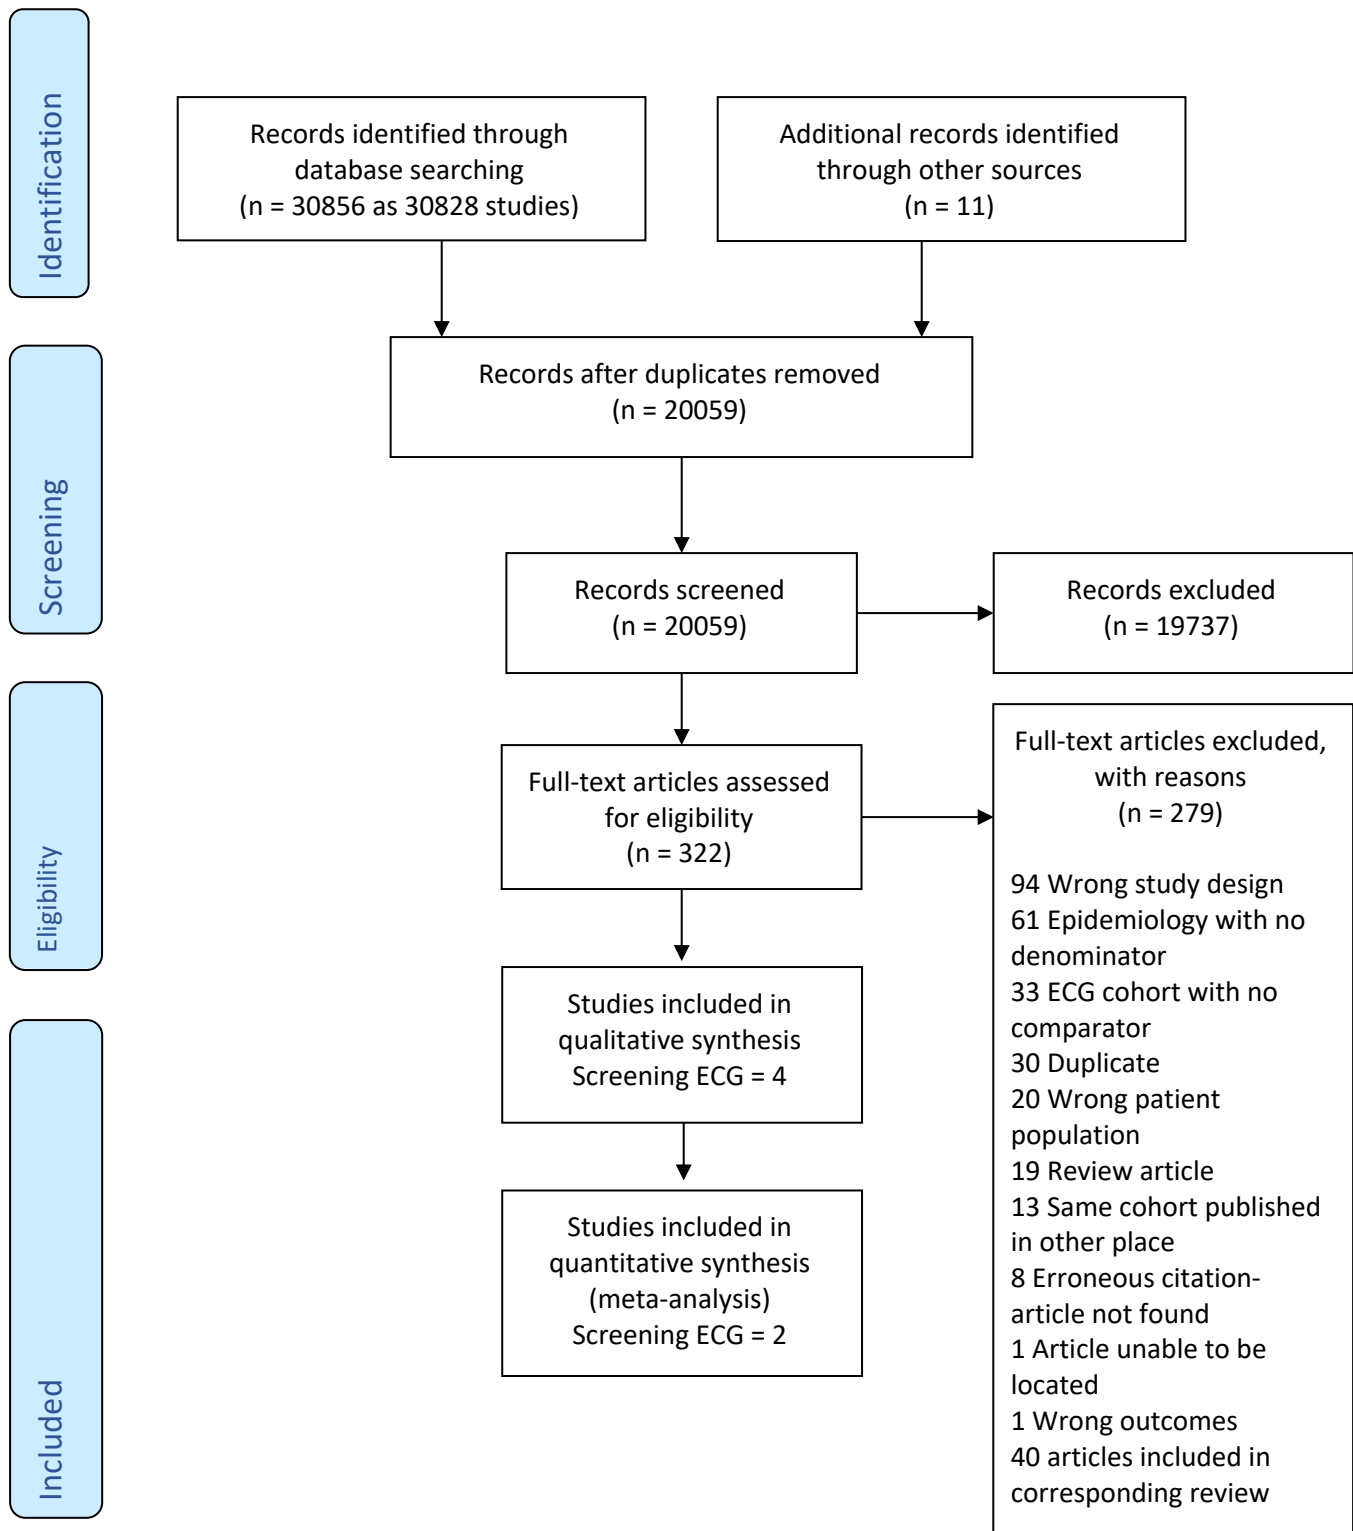 Identification
Records identified through
database searching
(n = 30856 as 30828 studies)
Additional records identified
through other sources
(n = 11)
Screening
Records after duplicates removed
(n = 20059)
Records screened
(n = 20059)
Records excluded
(n = 19737)
Eligibility
Full-text articles assessed
for eligibility
(n = 322)
Full-text articles excluded,
with reasons
(n = 279)
94 Wrong study design
61 Epidemiology with no
denominator
33 ECG cohort with no
comparator
30 Duplicate
20 Wrong patient
population
19 Review article
13 Same cohort published
in other place
8 Erroneous citation-
article not found
1 Article unable to be
located
1 Wrong outcomes
40 articles included in
corresponding review
Included
Studies included in
qualitative synthesis
Screening ECG = 4
Studies included in
quantitative synthesis
(meta-analysis)
Screening ECG = 2